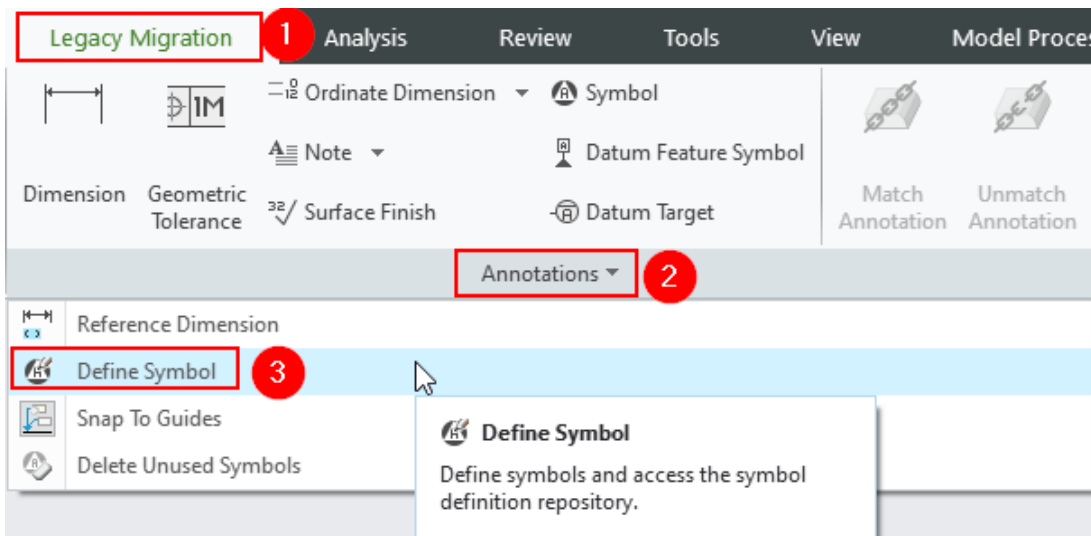 Legacy Migration 1 Analysis Review Tools View Model Proces
1M Ordinate Dimension Symbol
A Note Datum Feature Symbol
Dimension Geometric Tolerance 32 Surface Finish A Datum Target Match Annotation Unmatch Annotation
Annotations 2
Reference Dimension
Define Symbol 3
Snap To Guides
Delete Unused Symbols
Define Symbol
Define symbols and access the symbol
definition repository.